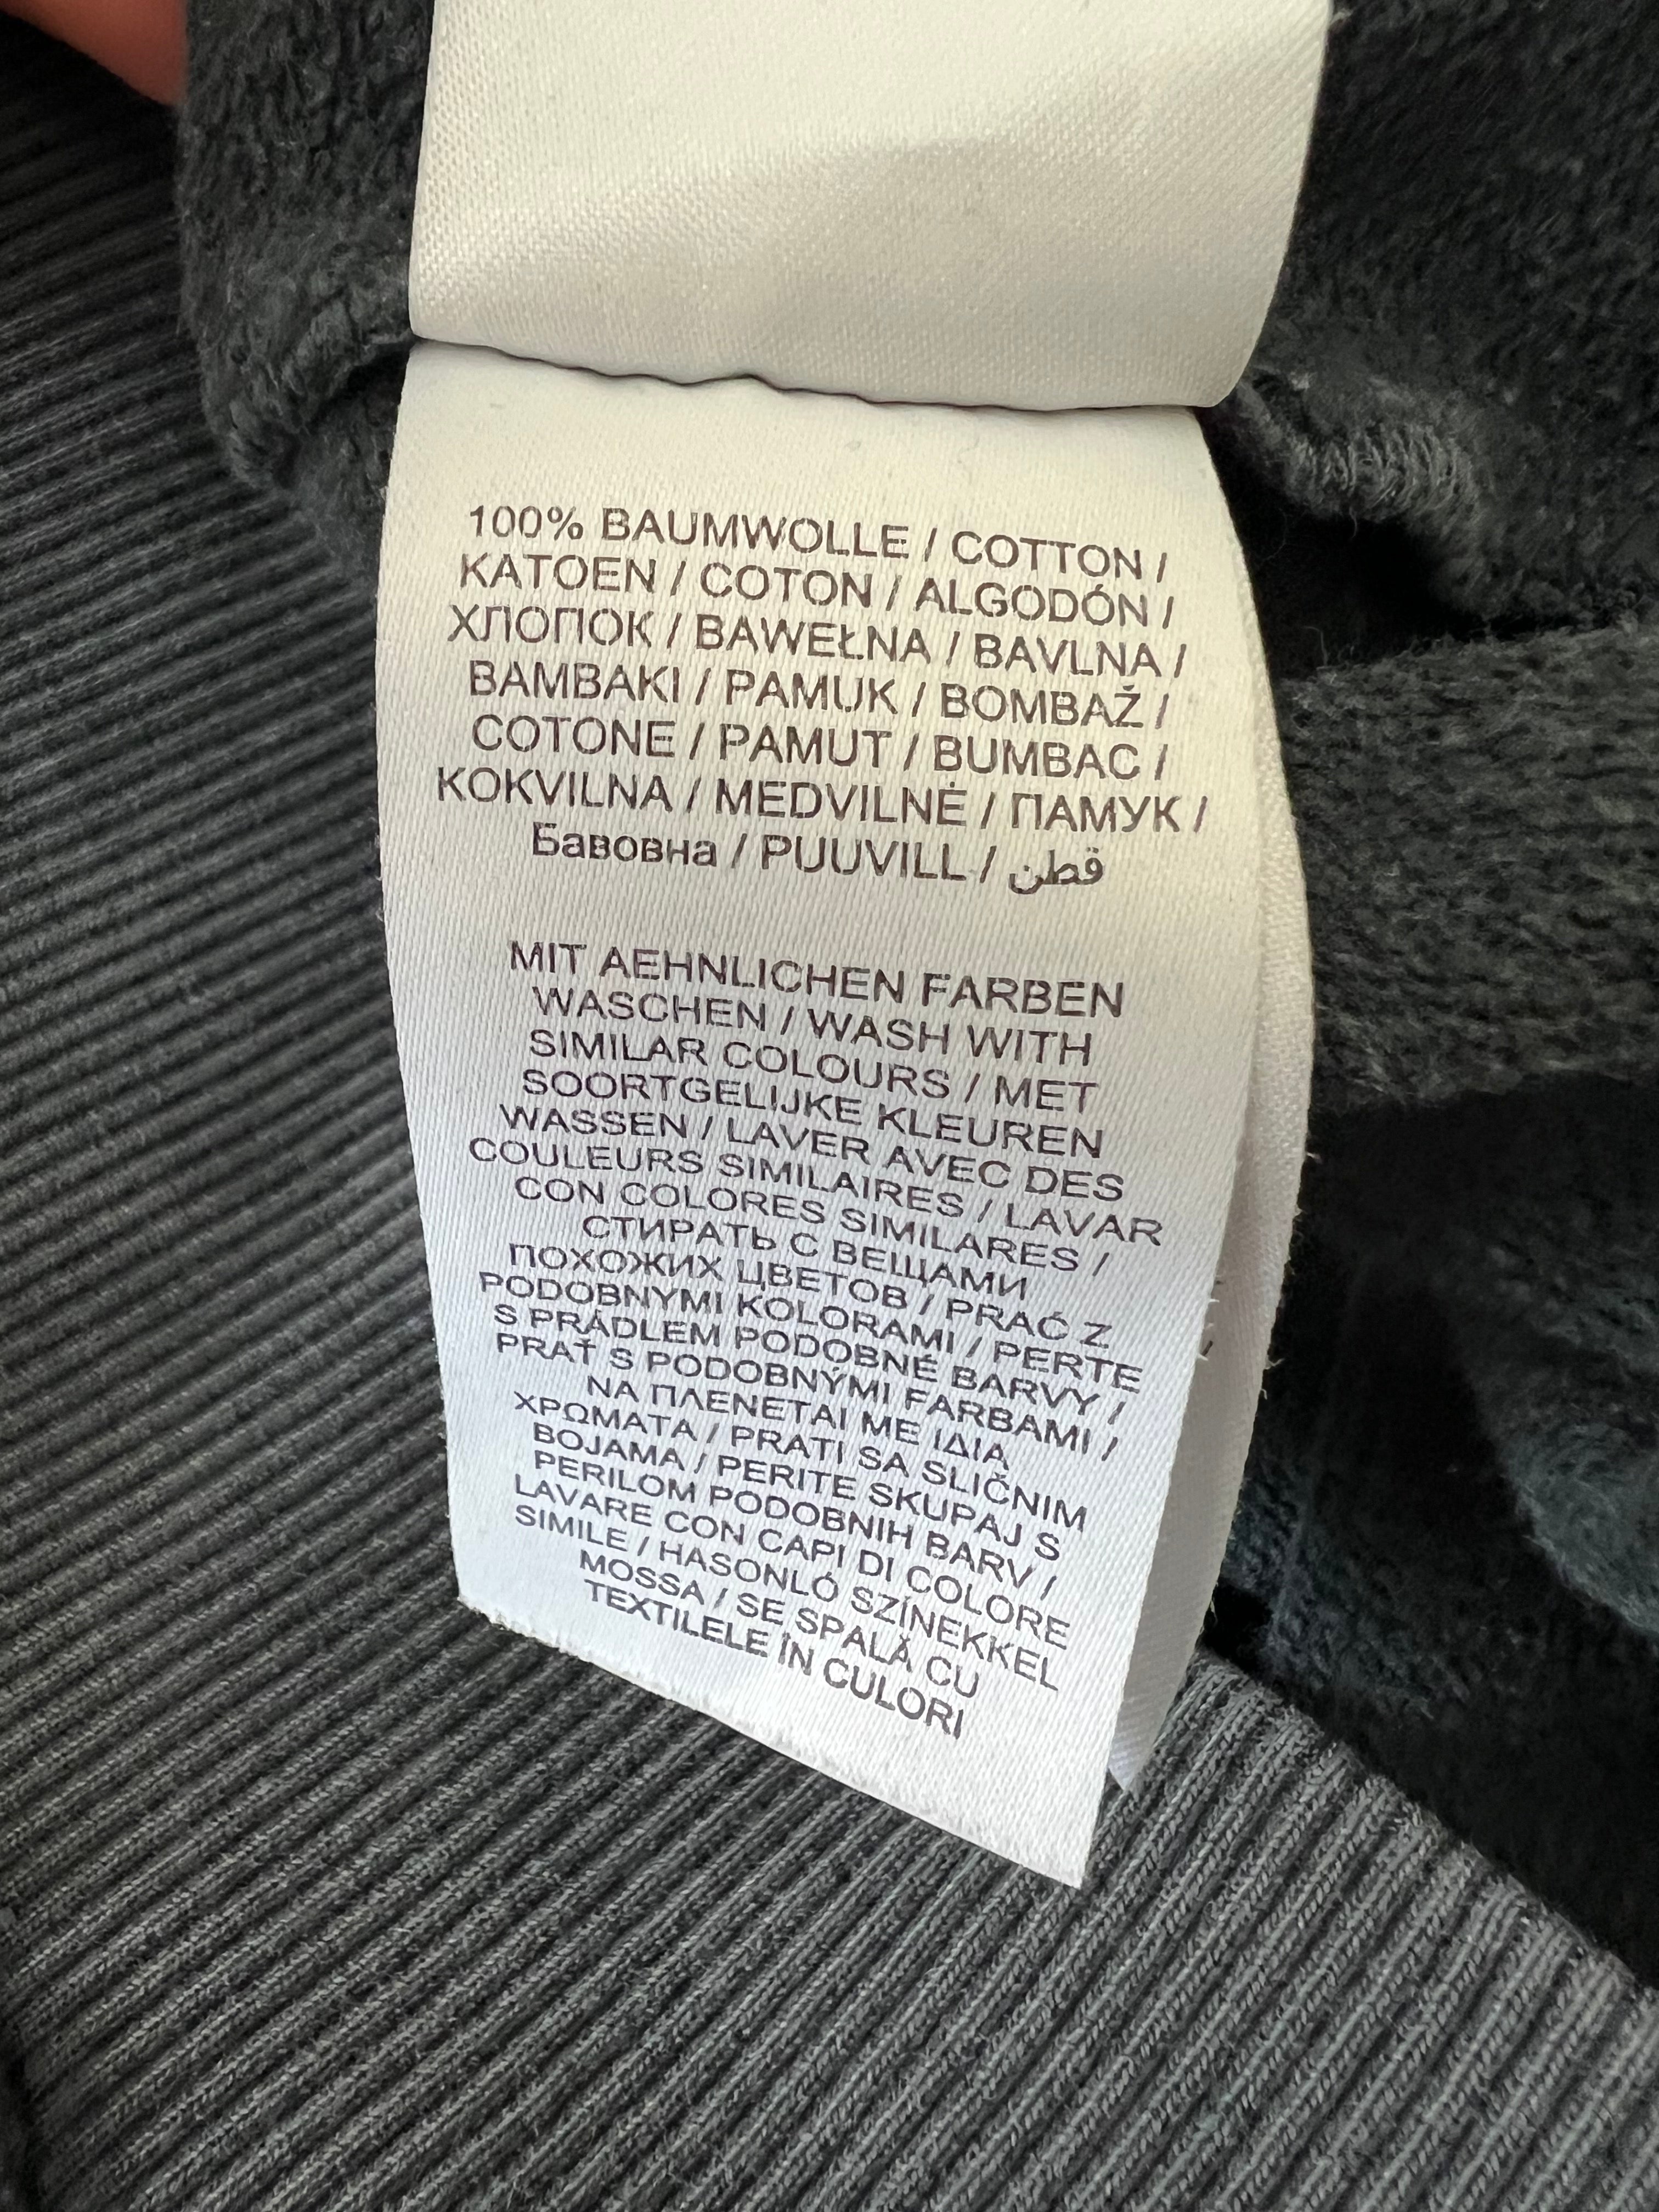 100% BAUMWOLLE / COTTON /
KATOEN / COTON / ALGODÓN /
ХЛОПОК / BAWEŁNA / BAVLNA /
BAMBAKI / PAMUK / BOMBAŽ /
COTONE / PAMUT / BUMBAC /
KOKVILNA / MEDVILNĖ / ПАМУК /
Бавовна / PUUVILL / قطن
MIT AEHNLICHEN FARBEN
WASCHEN / WASH WITH
SIMILAR COLOURS / MET
SOORTGELIJKE KLEUREN
WASSEN / LAVER AVEC DES
COULEURS SIMILAIRES / LAVAR
CON COLORES SIMILARES /
СТИРАТЬ С ВЕЩАМИ
ПОХОЖИХ ЦВЕТОВ / PRAĆ Z
PODOBNYMI KOLORAMI / PERTE
S PRÁDLEM PODOBNÉ BARVY /
PRAŤ S PODOBNÝMI FARBAMI /
ΝΑ ΠΛΕΝΕΤΑΙ ΜΕ ΙΔΙΑ
ΧΡΩΜΑΤΑ / PRATI SA SLIČNIM
BOJAMA / PERITE SKUPAJ S
PERILOM PODOBNIH BARV /
LAVARE CON CAPI DI COLORE
SIMILE / HASONLÓ SZÍNEKKEL
MOSSA / SE SPALĂ CU
TEXTILELE ÎN CULORI